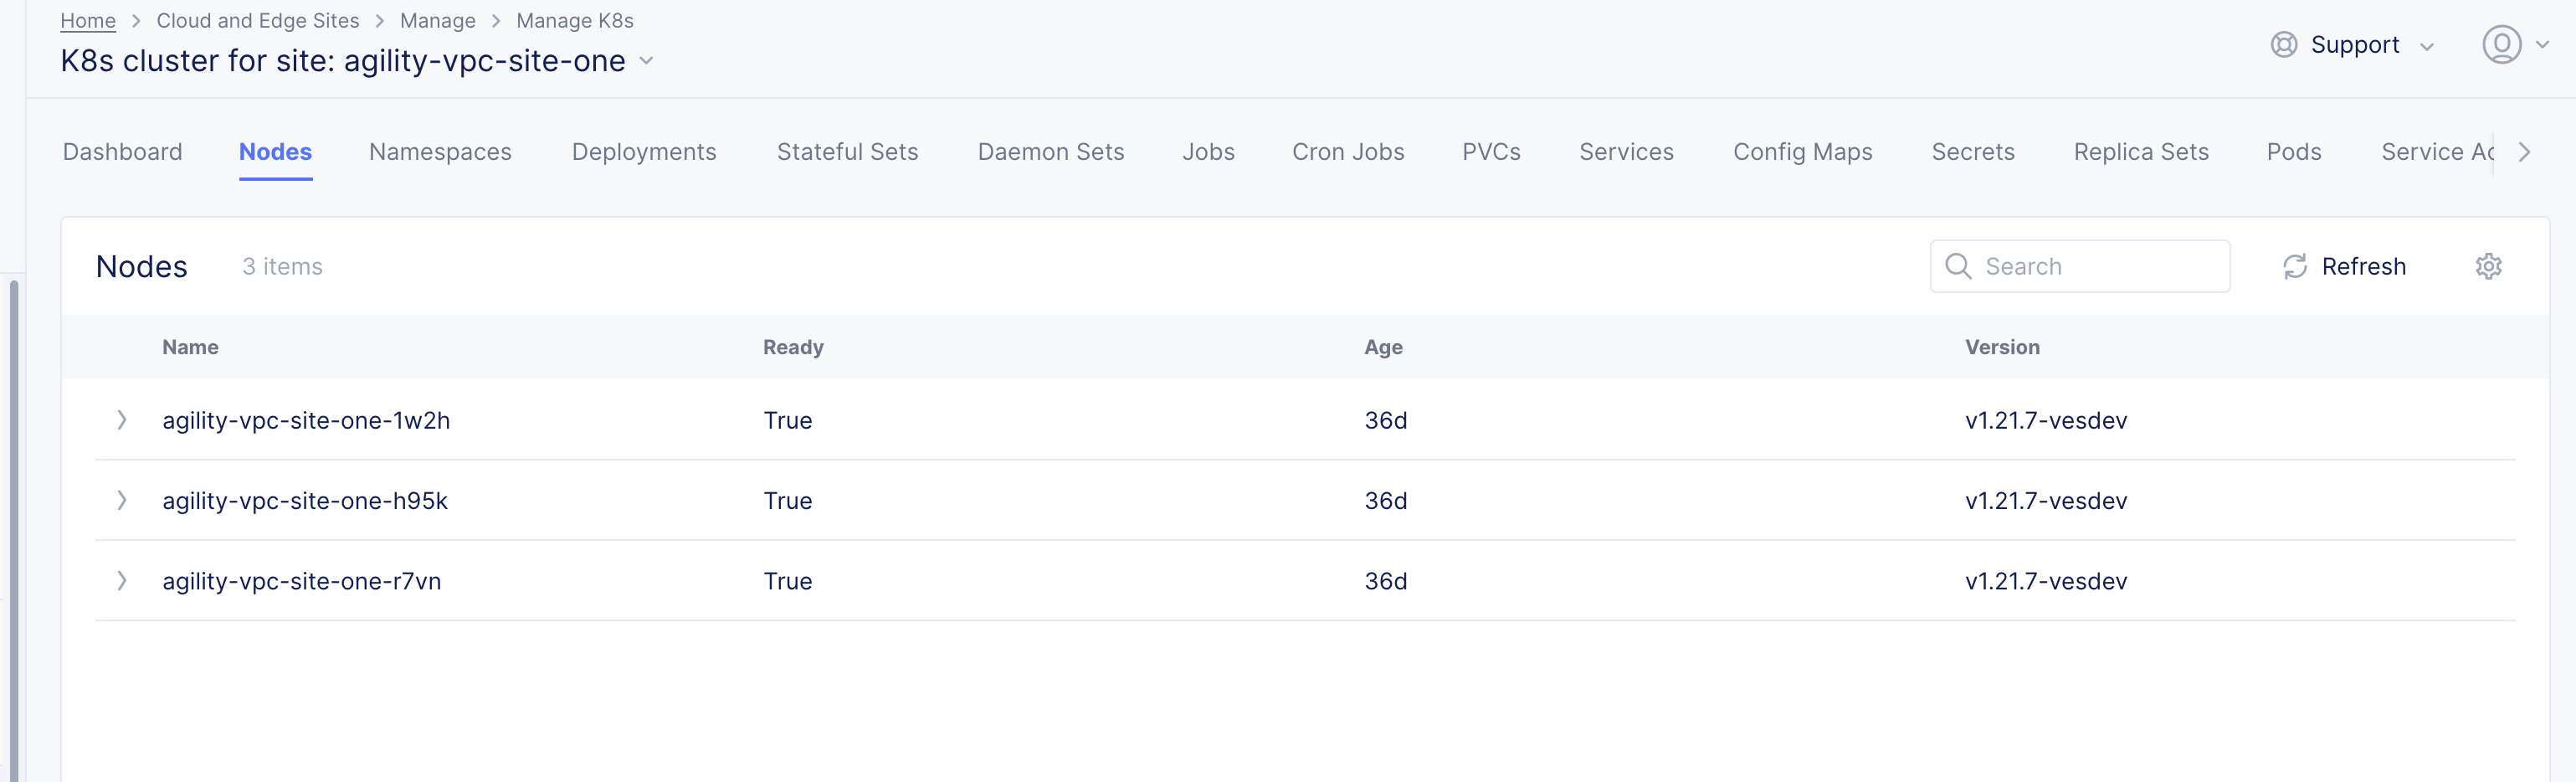 Home > Cloud and Edge Sites > Manage > Manage K8s
K8s cluster for site: agility-vpc-site-one
Support
Dashboard Nodes Namespaces Deployments Stateful Sets Daemon Sets Jobs Cron Jobs PVCs Services Config Maps Secrets Replica Sets Pods Service Ac
Nodes 3 items Search Refresh
Name Ready Age Version
agility-vpc-site-one-1w2h True 36d v1.21.7-vesdev
agility-vpc-site-one-h95k True 36d v1.21.7-vesdev
agility-vpc-site-one-r7vn True 36d v1.21.7-vesdev